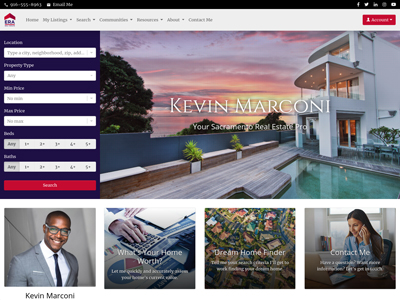 916-555-8963 Email Me
ERA
Home My Listings Search Communities Resources About Contact Me
Account
Location
Type a city, neighborhood, zip, addr...
Property Type
Any
Min Price
No min
Max Price
No max
Beds
Any 1+ 2+ 3+ 4+ 5+
Baths
Any 1+ 2+ 3+ 4+ 5+
Search
Kevin Marconi
Your Sacramento Real Estate Pro
Kevin Marconi
What's Your Home
Worth?
Let me quickly and accurately assess
your home's current value.
Dream Home Finder
Tell me your search criteria I'll get to
work finding your dream home.
Contact Me
Have a question? Want more
information? Let's get in touch.